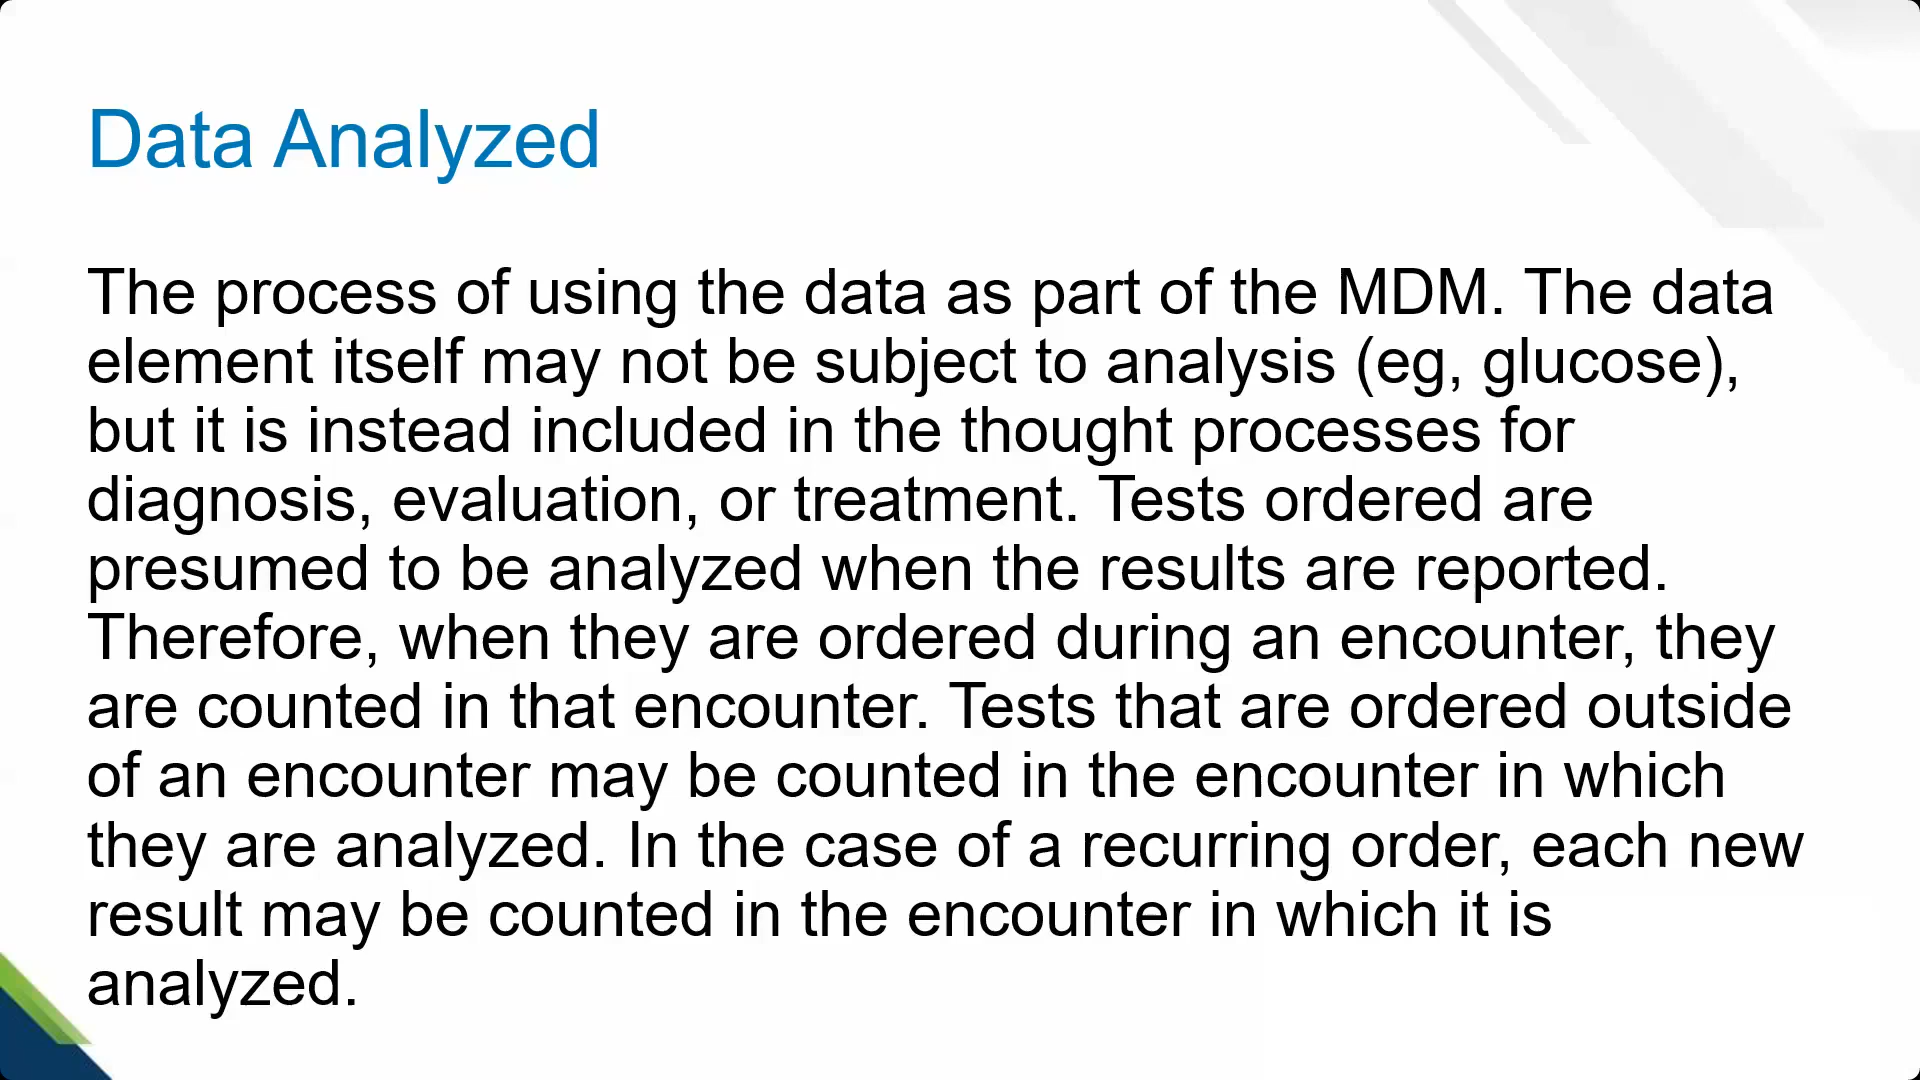 Data Analyzed
The process of using the data as part of the MDM. The data
element itself may not be subject to analysis (eg, glucose),
but it is instead included in the thought processes for
diagnosis, evaluation, or treatment. Tests ordered are
presumed to be analyzed when the results are reported.
Therefore, when they are ordered during an encounter, they
are counted in that encounter. Tests that are ordered outside
of an encounter may be counted in the encounter in which
they are analyzed. In the case of a recurring order, each new
result may be counted in the encounter in which it is
analyzed.